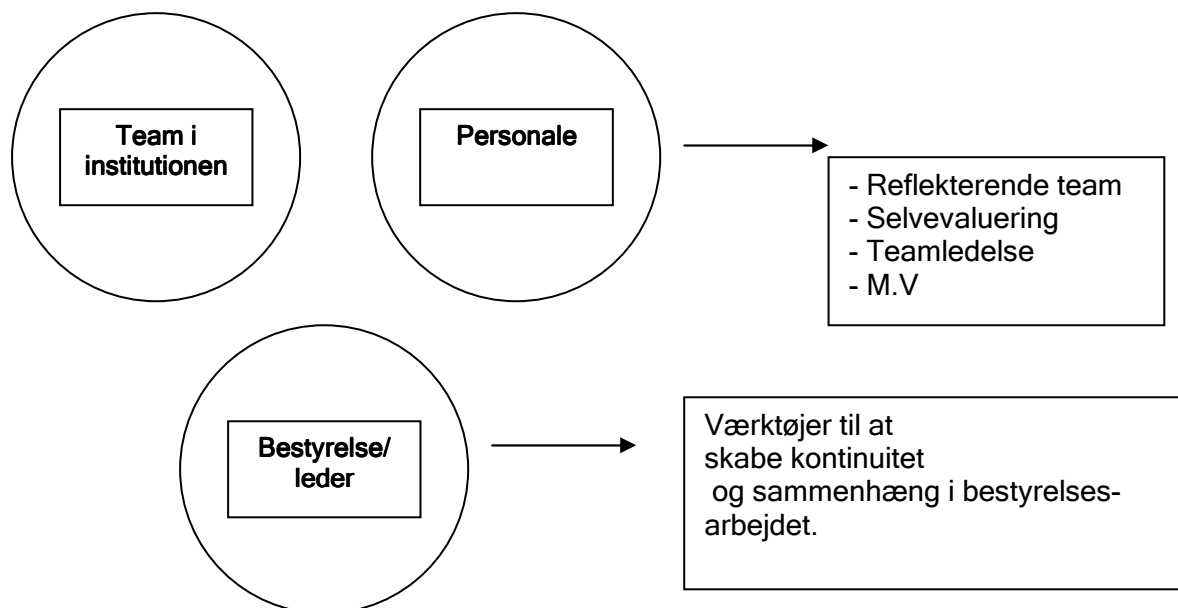 Team i
institutionen
Personale
- Reflekterende team
- Selvevaluering
- Teamledelse
- M.V
Bestyrelse/
leder
Værktøjer til at
skabe kontinuitet
og sammenhæng i bestyrelses-
arbejdet.